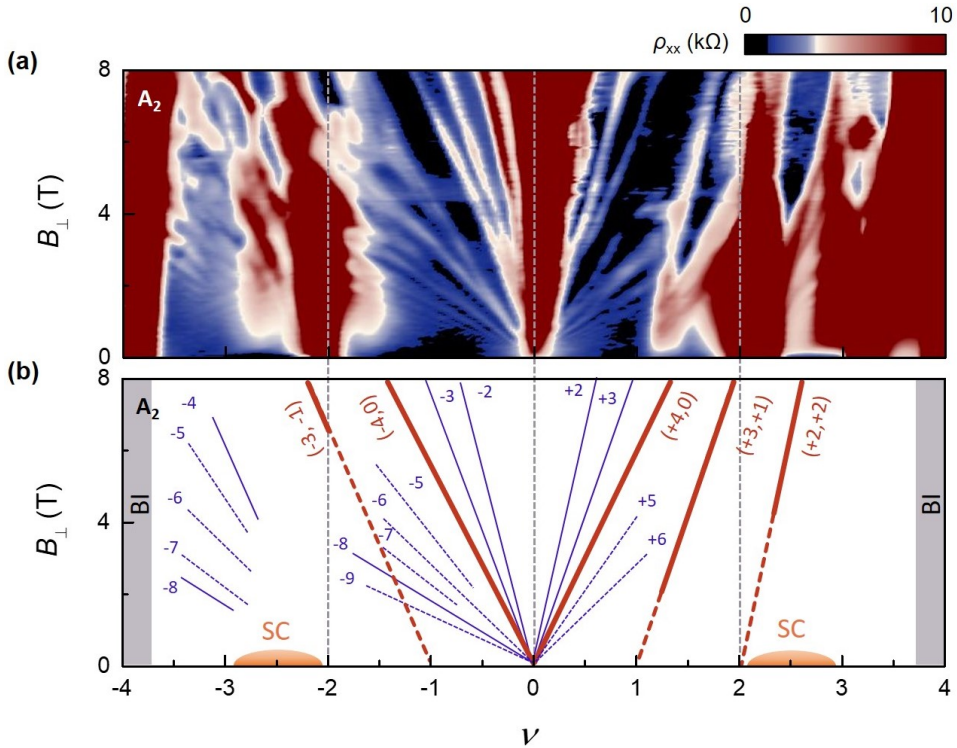 0 10
ρxx (kΩ)
(a)
8
4
0
B⊥ (T)
A2
(b)
8
4
0
B⊥ (T)
A2
BI
-4
-5
-6
-7
-8
SC
(-3,-1)
(-4,0)
-3
-2
-5
-6
-7
-8
-9
+2
+3
+5
+6
(+4,0)
(+3,+1)
(+2,+2)
SC
BI
-4 -3 -2 -1 0 1 2 3 4
ν